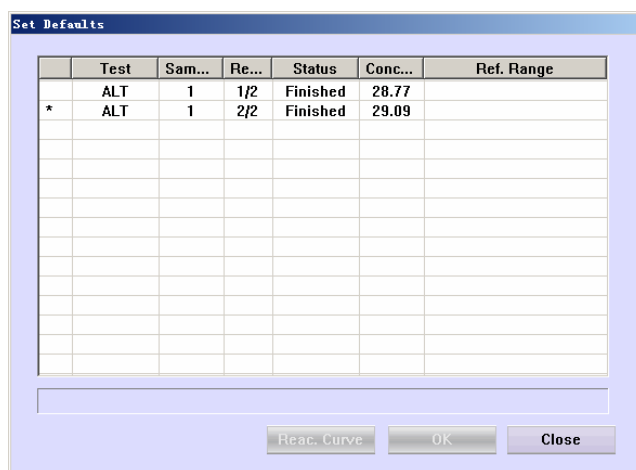 Set Defaults
Test Sam... Re... Status Conc... Ref. Range
ALT 1 1/2 Finished 28.77
* ALT 1 2/2 Finished 29.09
Reac. Curve OK Close